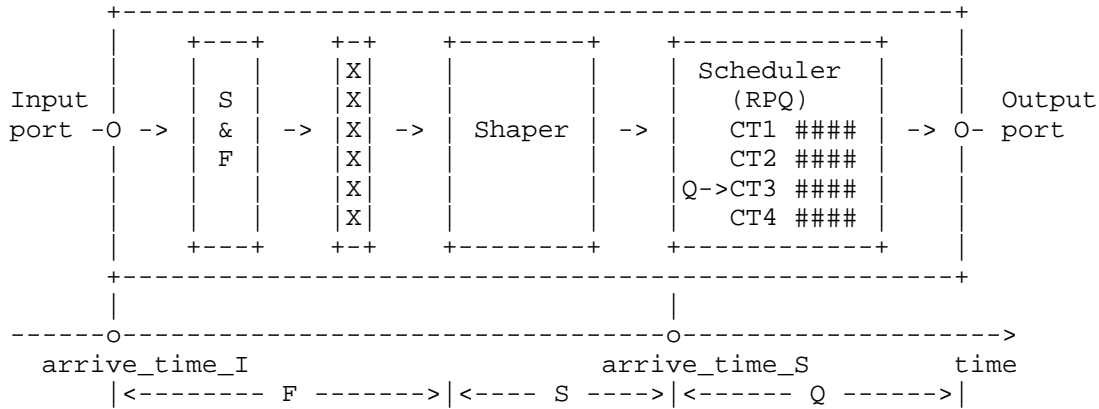 +---------------------------------------------------+
|    +---+    +-+    +--------+    +------------+    |
|    |   |    |X|    |        |    | Scheduler  |    |
Input | | S | |X| | | | (RPQ) | | Output
port -O -> | & | -> |X| -> | Shaper | -> | CT1 #### | -> O- port
| | F | |X| | | | CT2 #### | |
| | | |X| | | |Q->CT3 #### | |
| | | |X| | | | CT4 #### | |
|    +---+    +-+    +--------+    +------------+    |
+---------------------------------------------------+
| |
------o---------------------------------o------------------->
arrive_time_I arrive_time_S time
|<-------- F ------->|<---- S ---->|<------ Q ------>|